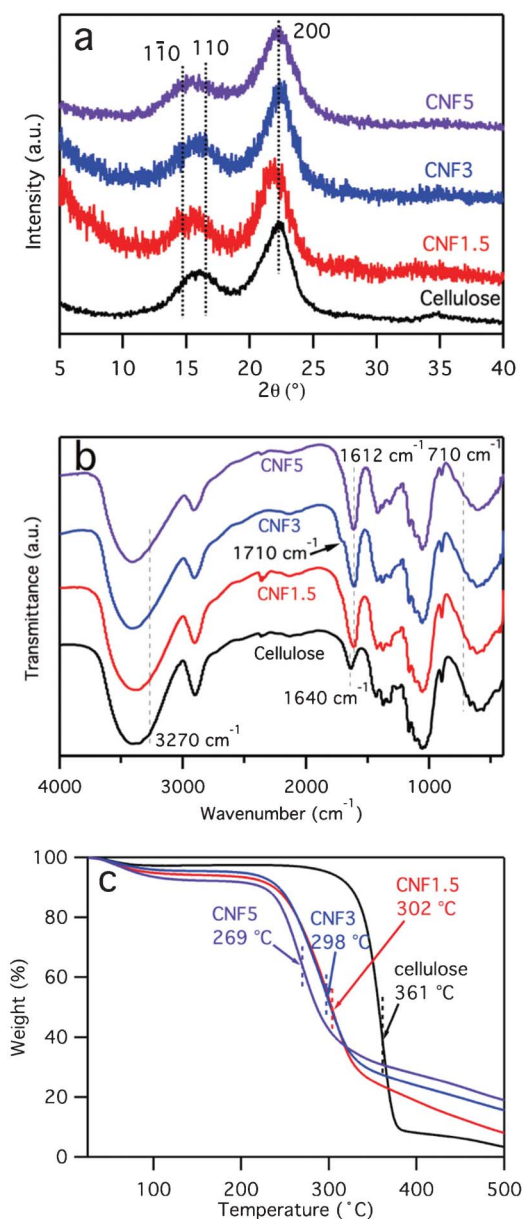 a
1̄10 110 200
CNF5
CNF3
CNF1.5
Cellulose
Intensity (a.u.)
5 10 15 20 25 30 35 40
2θ (°)
b
CNF5
1612 cm⁻¹ 710 cm⁻¹
CNF3
1710 cm⁻¹
CNF1.5
Cellulose
1640 cm⁻¹
3270 cm⁻¹
Transmittance (a.u.)
4000 3000 2000 1000
Wavenumber (cm⁻¹)
c
CNF5
269 °C
CNF3
298 °C
CNF1.5
302 °C
cellulose
361 °C
Weight (%)
100
80
60
40
20
0
100 200 300 400 500
Temperature (˚C)